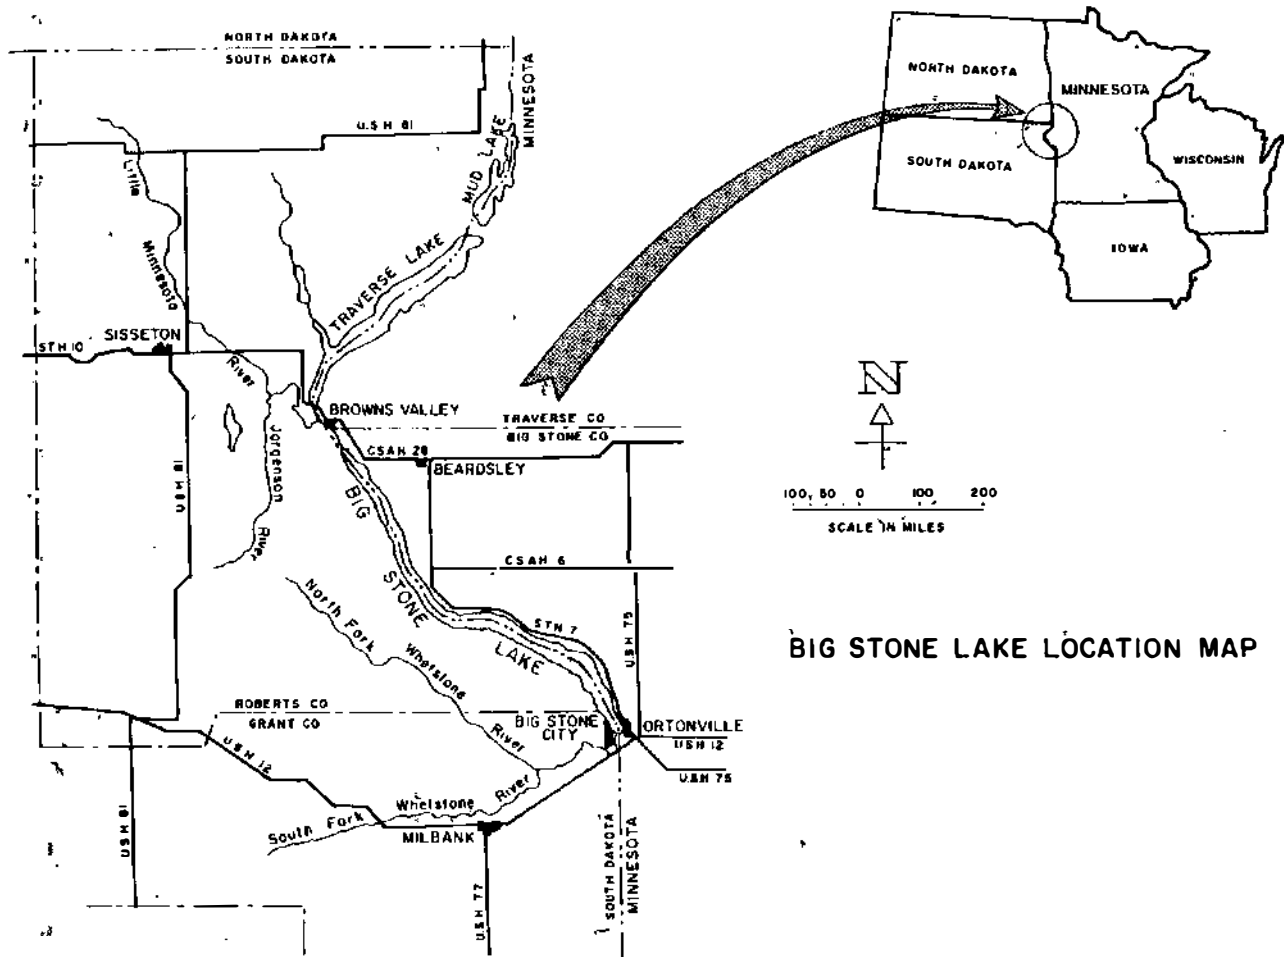 NORTH DAKOTA
SOUTH DAKOTA
MINNESOTA
U.S.H 81
MUD LAKE
Little
Minnesota
River
TRAVERSE LAKE
SISSETON
STH 10
BROWNS VALLEY
TRAVERSE CO
BIG STONE CO
CSAH 28
BEARDSLEY
Jorgenson
River
U.S.H 81
BIG
STONE
LAKE
CSAH 6
STH 7
U.S.H 75
North Fork
Whetstone
River
ROBERTS CO
GRANT CO
BIG STONE
CITY
ORTONVILLE
U.S.H 12
U.S.H 75
U.S.H 12
South Fork
Whetstone
River
MILBANK
U.S.H 81
U.S.H 77
SOUTH DAKOTA
MINNESOTA
NORTH DAKOTA
MINNESOTA
SOUTH DAKOTA
WISCONSIN
IOWA
N
100, 50 0 100 200
SCALE IN MILES
BIG STONE LAKE LOCATION MAP